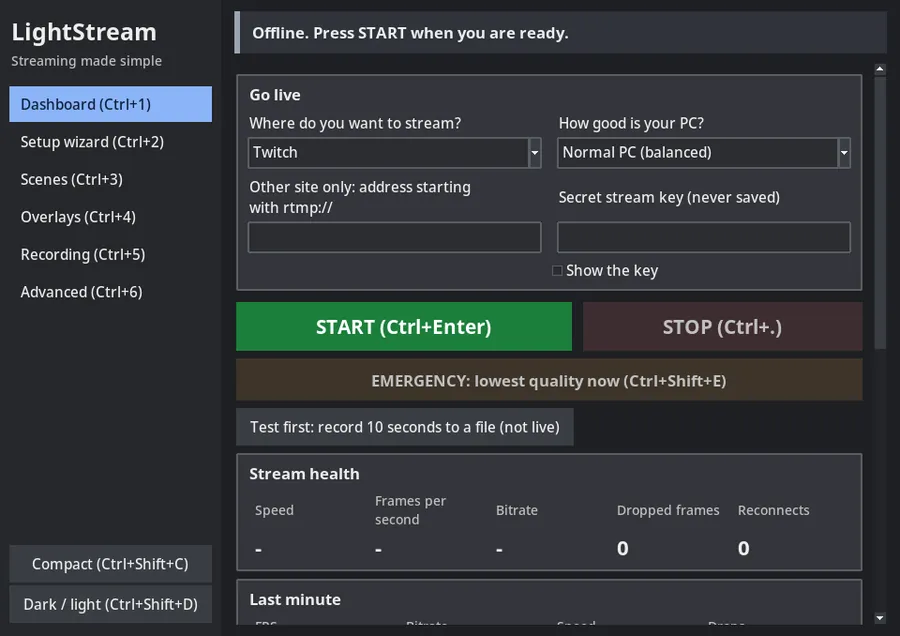 LightStream
Streaming made simple
Dashboard (Ctrl+1)
Setup wizard (Ctrl+2)
Scenes (Ctrl+3)
Overlays (Ctrl+4)
Recording (Ctrl+5)
Advanced (Ctrl+6)
Compact (Ctrl+Shift+C)
Dark / light (Ctrl+Shift+D)
Offline. Press START when you are ready.
Go live
Where do you want to stream?
How good is your PC?
Twitch
Normal PC (balanced)
Other site only: address starting
with rtmp://
Secret stream key (never saved)
Show the key
START (Ctrl+Enter)
STOP (Ctrl+.)
EMERGENCY: lowest quality now (Ctrl+Shift+E)
Test first: record 10 seconds to a file (not live)
Stream health
Speed
Frames per
second
Bitrate
Dropped frames
Reconnects
-
-
-
0
0
Last minute
FPS
Bitrate
Speed
Drops